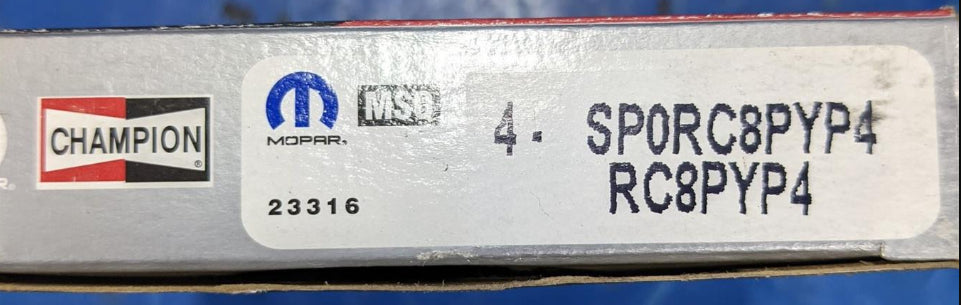 CHAMPION
®
MOPAR®
MSD
4 - SP0RC8PYP4
RC8PYP4
23316
R®